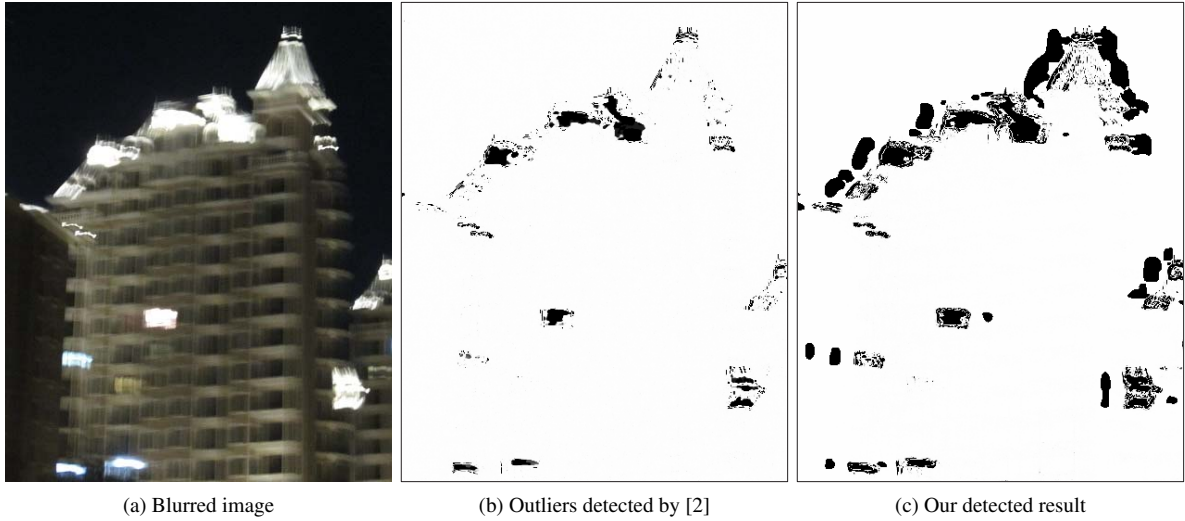 (a) Blurred image
(b) Outliers detected by [2]
(c) Our detected result